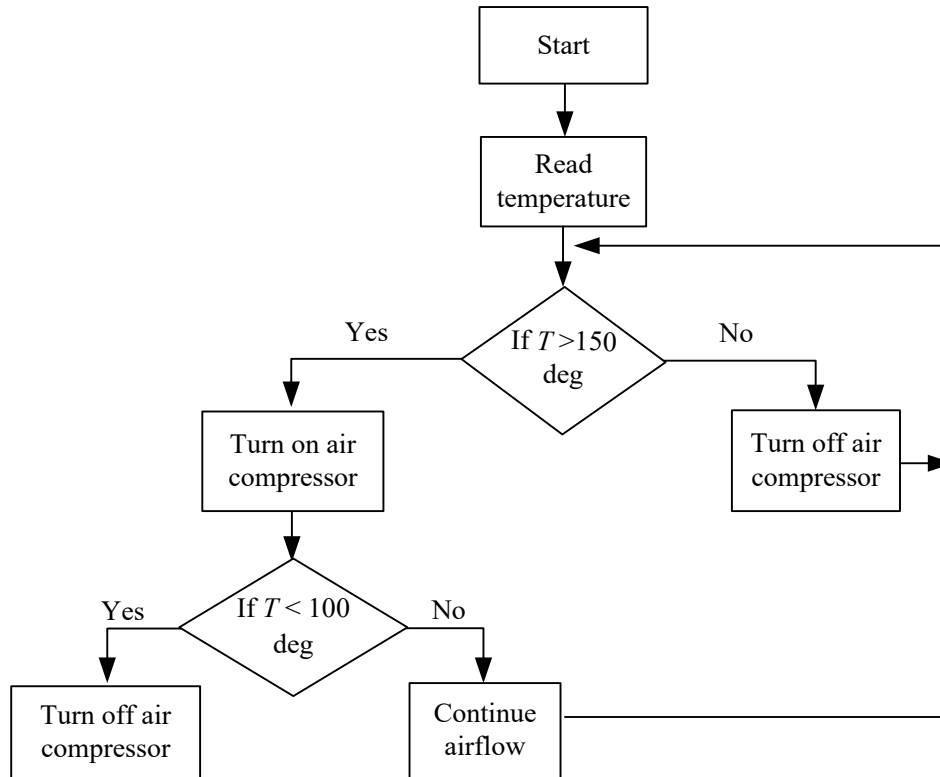 Start
Read
temperature
If T >150
deg
Yes
No
Turn on air
compressor
Turn off air
compressor
If T < 100
deg
Yes
No
Turn off air
compressor
Continue
airflow